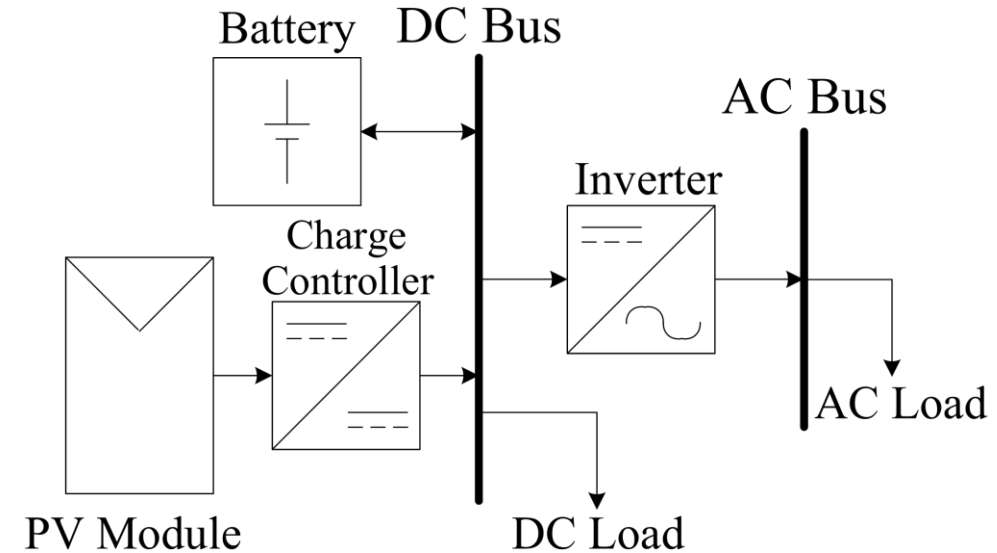 Battery
DC Bus
AC Bus
Inverter
Charge
Controller
AC Load
PV Module
DC Load